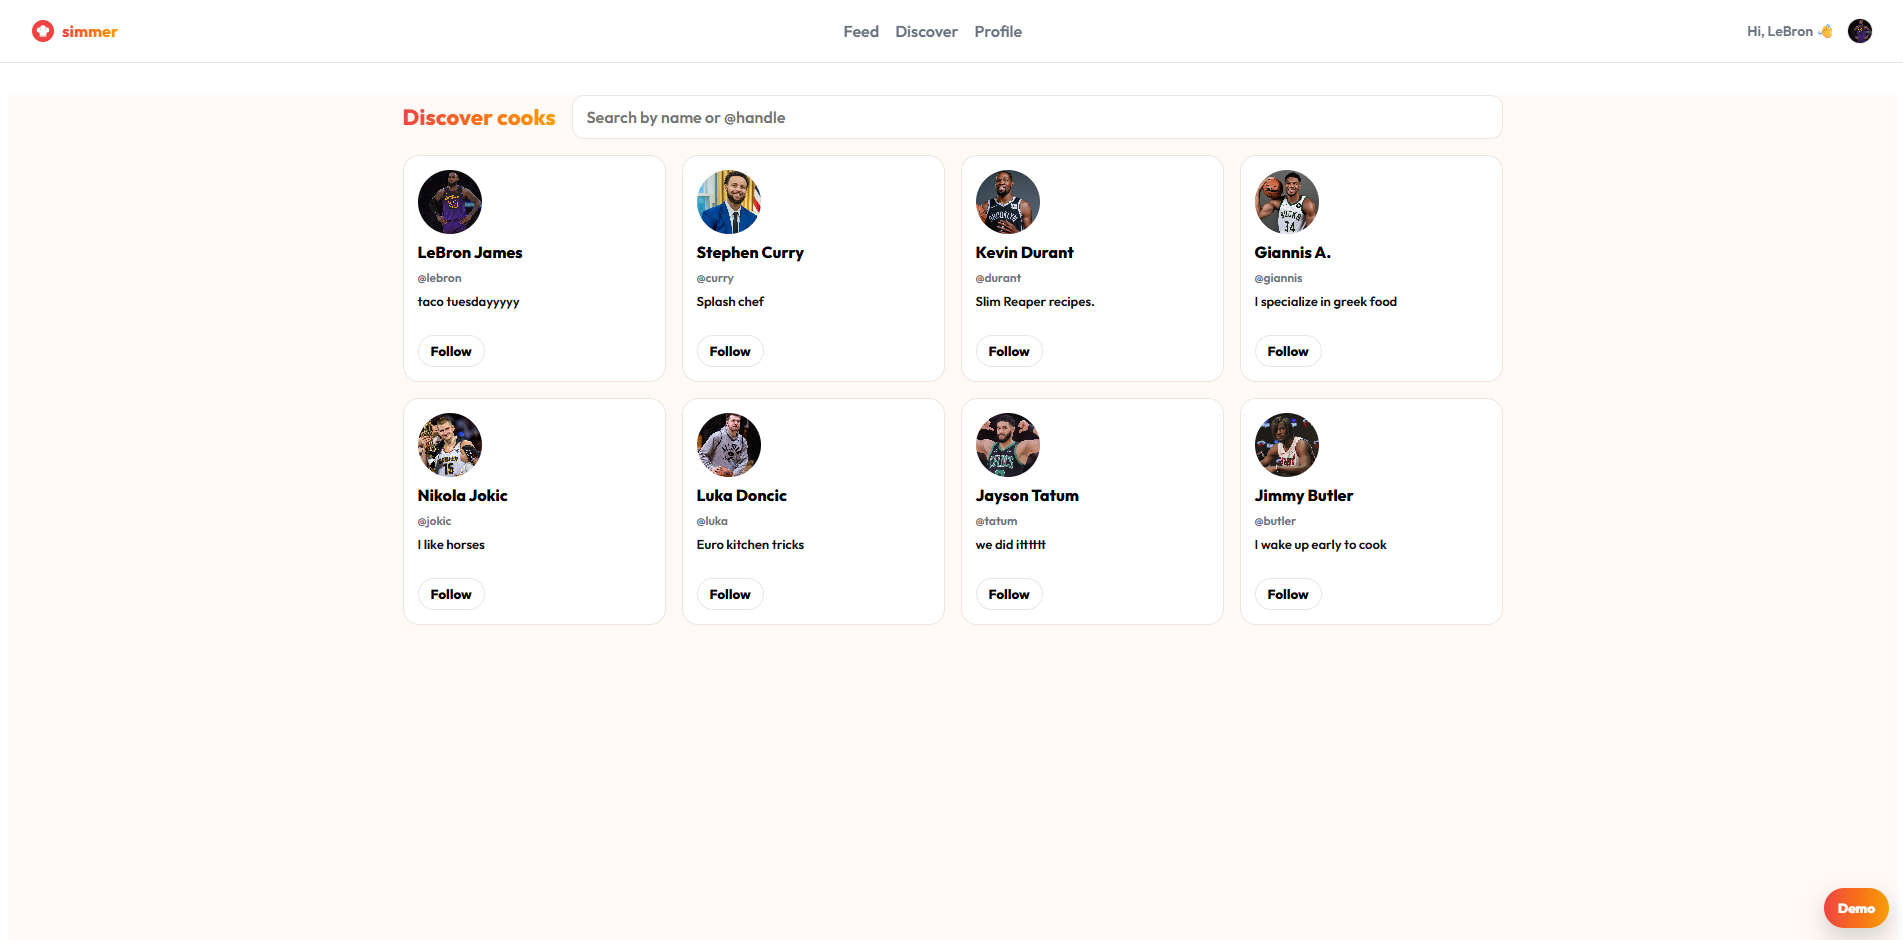 simmer
Feed Discover Profile
Hi, LeBron 👋
Discover cooks
Search by name or @handle
LeBron James
@lebron
taco tuesdayyyyy
Follow
Stephen Curry
@curry
Splash chef
Follow
Kevin Durant
@durant
Slim Reaper recipes.
Follow
Giannis A.
@giannis
I specialize in greek food
Follow
Nikola Jokic
@jokic
I like horses
Follow
Luka Doncic
@luka
Euro kitchen tricks
Follow
Jayson Tatum
@tatum
we did itttttt
Follow
Jimmy Butler
@butler
I wake up early to cook
Follow
Demo